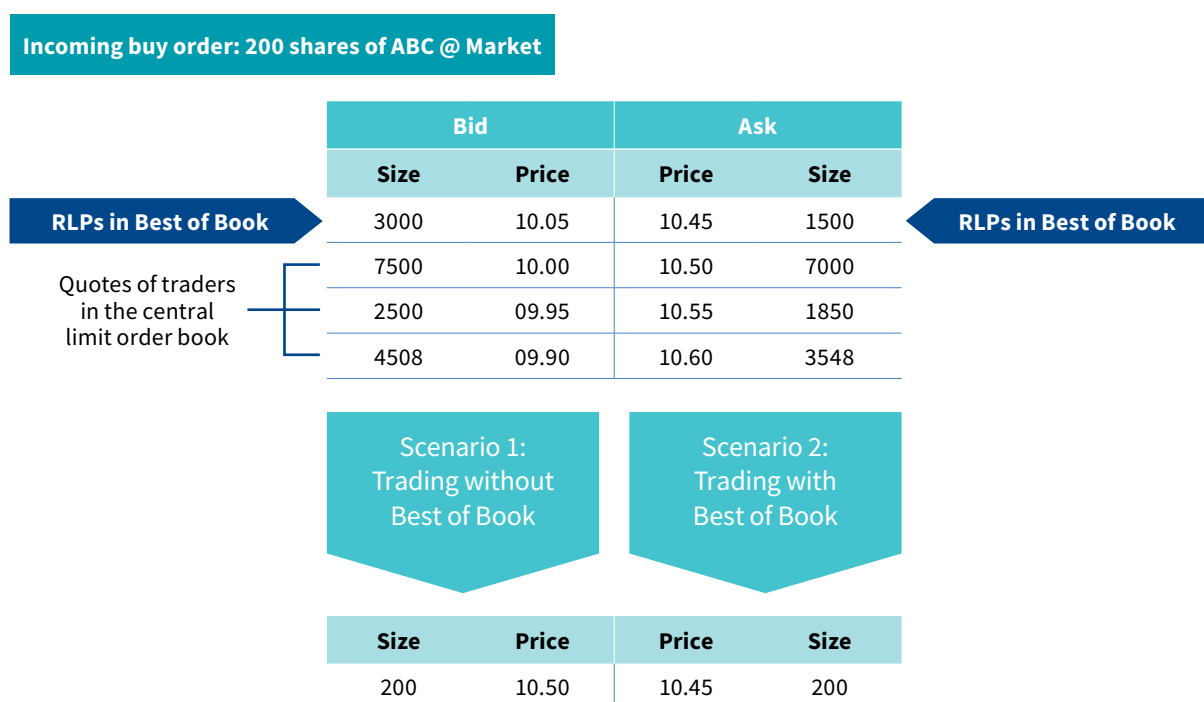 Incoming buy order: 200 shares of ABC @ Market
Bid Ask
Size Price Price Size
RLPs in Best of Book 3000 10.05 10.45 1500 RLPs in Best of Book
7500 10.00 10.50 7000
Quotes of traders
in the central
limit order book
2500 09.95 10.55 1850
4508 09.90 10.60 3548
Scenario 1:
Trading without
Best of Book
Scenario 2:
Trading with
Best of Book
Size Price Price Size
200 10.50 10.45 200